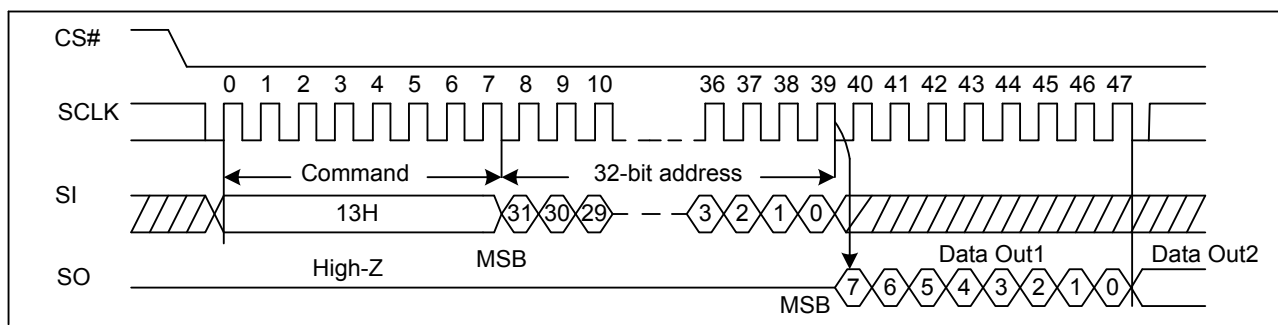 CS#
0 1 2 3 4 5 6 7 8 9 10 36 37 38 39 40 41 42 43 44 45 46 47
SCLK
Command 32-bit address
SI
13H 31 30 29 3 2 1 0
High-Z MSB Data Out1 Data Out2
SO
MSB 7 6 5 4 3 2 1 0